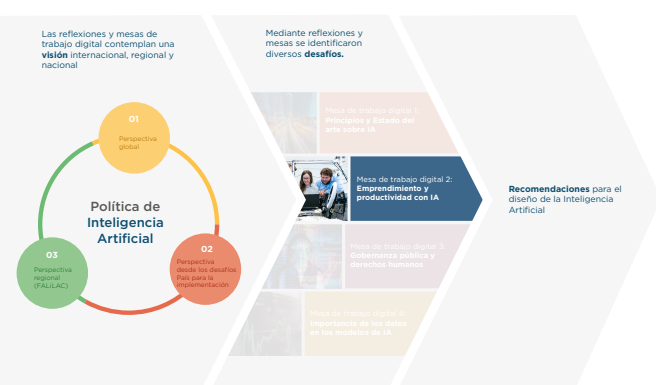 Las reflexiones y mesas de
trabajo digital contemplan una
visión internacional, regional y
nacional
01
Perspectiva
global
Política de
Inteligencia
Artificial
02
Perspectiva
desde los desafíos
País para la
implementación
03
Perspectiva
regional
(FALILAC)
Mediante reflexiones y
mesas se identificaron
diversos desafíos.
Mesa de trabajo digital 1:
Principios y Estado del
arte sobre IA
Mesa de trabajo digital 2:
Emprendimiento y
productividad con IA
Mesa de trabajo digital 3:
Gobernanza pública y
derechos humanos
Mesa de trabajo digital 4:
Importancia de los datos
en los modelos de IA
Recomendaciones para el
diseño de la Inteligencia
Artificial